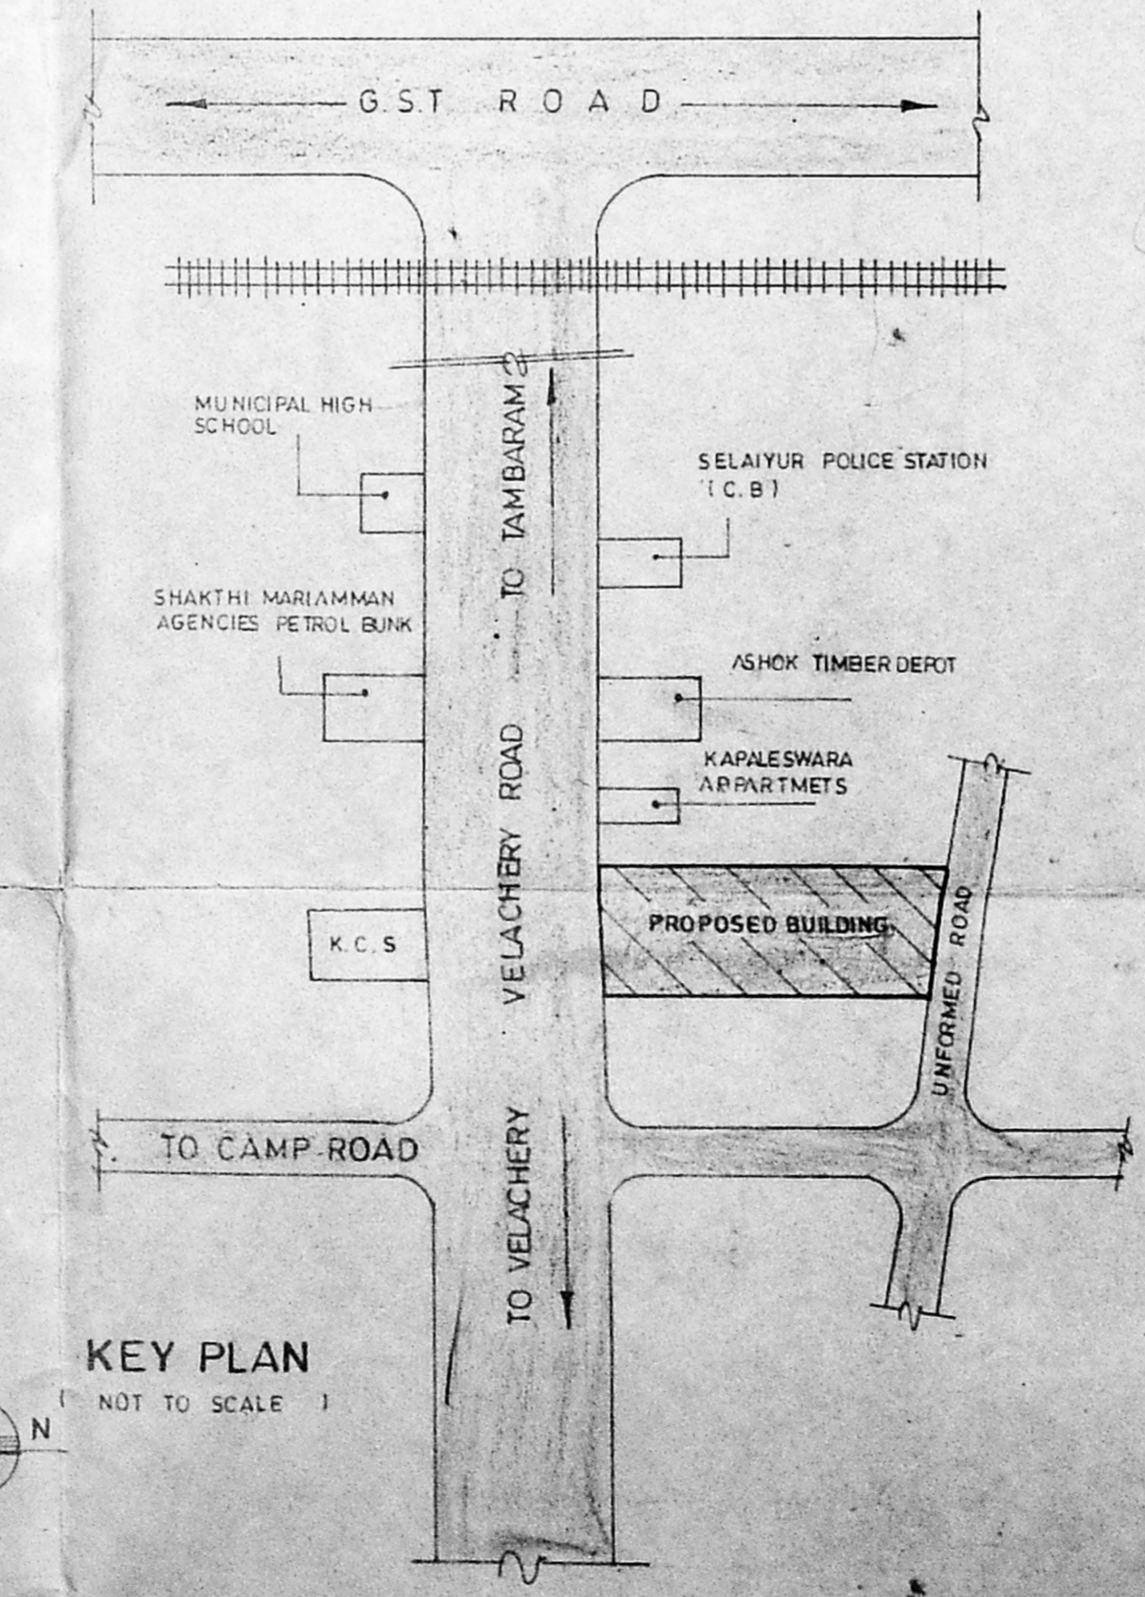 G.S.T ROAD
MUNICIPAL HIGH
SCHOOL
TO TAMBARAM
SELAIYUR POLICE STATION
(C.B)
SHAKTHI MARIAMMAN
AGENCIES PETROL BUNK
ASHOK TIMBER DEPOT
KAPALESWARA
APPARTMETS
VELACHERY ROAD
PROPOSED BUILDING
K.C.S
UNFORMED ROAD
TO CAMP ROAD
TO VELACHERY
KEY PLAN
( NOT TO SCALE )
N